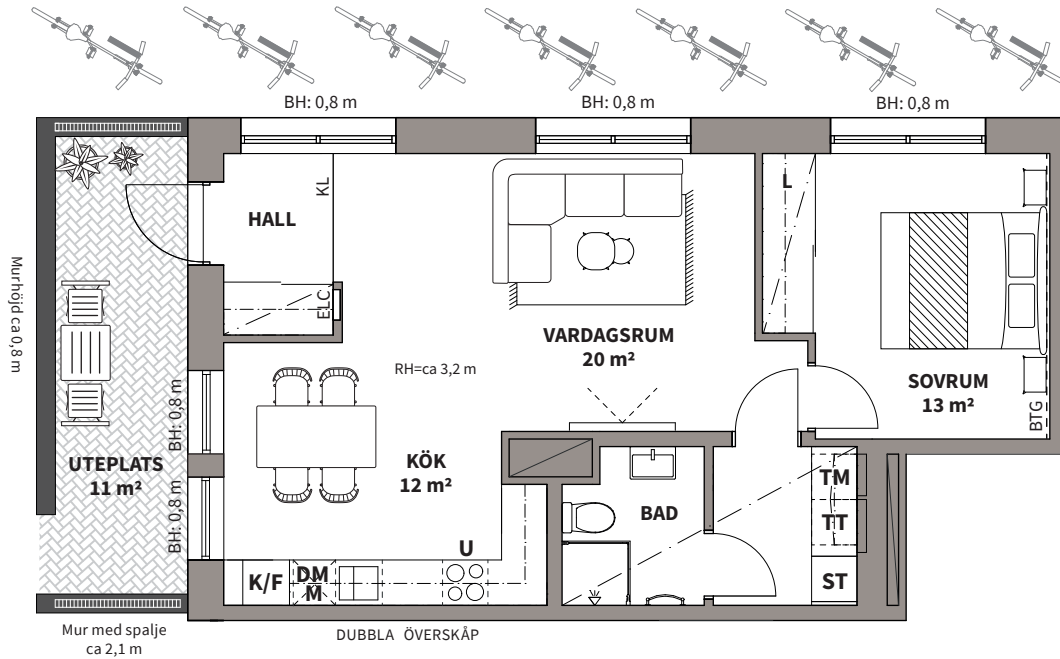 BH: 0,8 m
BH: 0,8 m
BH: 0,8 m
KL
L
HALL
ELC
Murhöjd ca 0,8 m
VARDAGSRUM
20 m²
RH=ca 3,2 m
SOVRUM
13 m²
BTG
BH: 0,8 m
UTEPLATS
11 m²
KÖK
12 m²
BH: 0,8 m
BAD
TM
TT
ST
U
K/F
DM
M
Mur med spalje
ca 2,1 m
DUBBLA ÖVERSKÅP